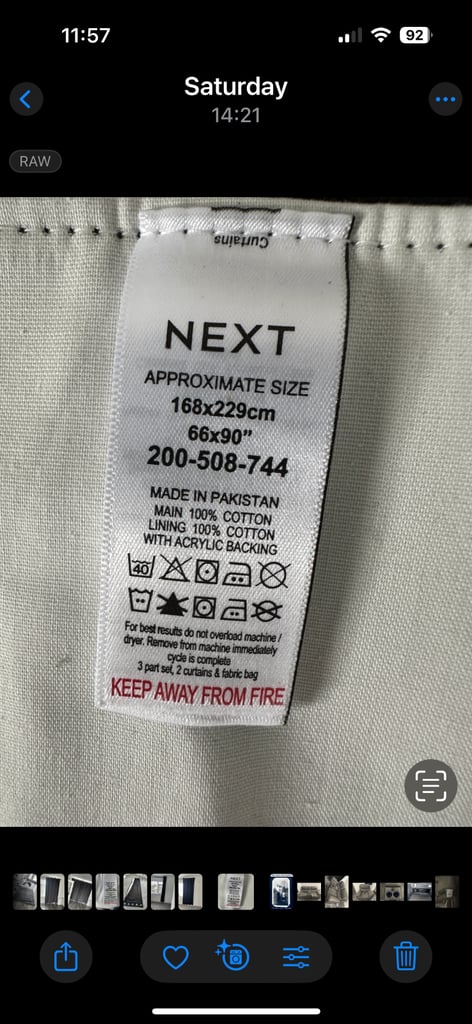 11:57
92
Saturday
14:21
RAW
Curtains
NEXT
APPROXIMATE SIZE
168x229cm
66x90"
200-508-744
MADE IN PAKISTAN
MAIN 100% COTTON
LINING 100% COTTON
WITH ACRYLIC BACKING
40
For best results do not overload machine /
dryer. Remove from machine immediately
cycle is complete
3 part set, 2 curtains & fabric bag
KEEP AWAY FROM FIRE